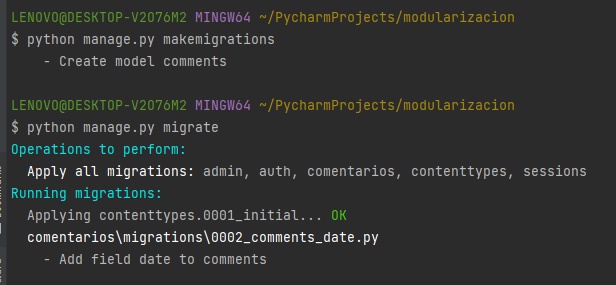 LENOVO@DESKTOP-V2O76M2 MINGW64 ~/PycharmProjects/modularizacion
$ python manage.py makemigrations
- Create model comments
LENOVO@DESKTOP-V2O76M2 MINGW64 ~/PycharmProjects/modularizacion
$ python manage.py migrate
Operations to perform:
Apply all migrations: admin, auth, comentarios, contenttypes, sessions
Running migrations:
Applying contenttypes.0001_initial... OK
comentarios\migrations\0002_comments_date.py
- Add field date to comments